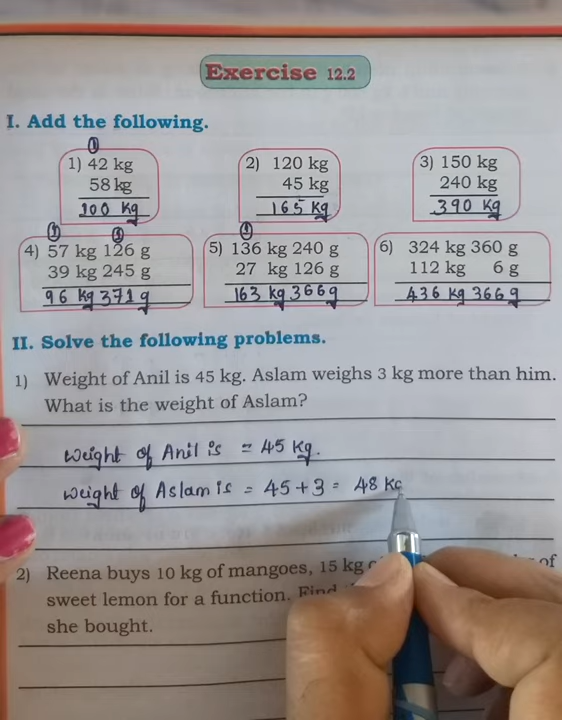 Exercise 12.2
I. Add the following.
1
1) 42 kg
58 kg
100 kg
2) 120 kg
45 kg
165 kg
3) 150 kg
240 kg
390 kg
1 1
4) 57 kg 126 g
39 kg 245 g
96 kg 371 g
1
5) 136 kg 240 g
27 kg 126 g
163 kg 366 g
6) 324 kg 360 g
112 kg 6 g
436 kg 366 g
II. Solve the following problems.
1) Weight of Anil is 45 kg. Aslam weighs 3 kg more than him.
What is the weight of Aslam?
weight of Anil is = 45 kg.
weight of Aslam is = 45 + 3 = 48 kg
2) Reena buys 10 kg of mangoes, 15 kg of
sweet lemon for a function. Find
she bought.